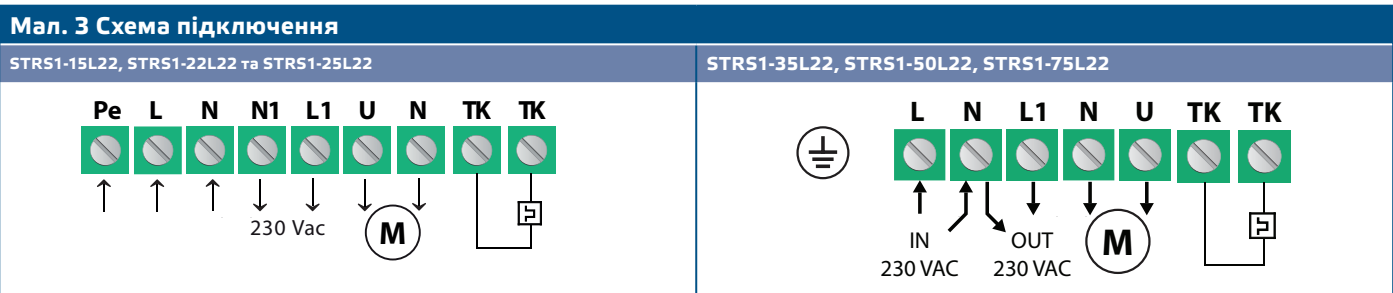 Мал. 3 Схема підключення
STRS1-15L22, STRS1-22L22 та STRS1-25L22
Pe L N N1 L1 U N TK TK
230 Vac
M
STRS1-35L22, STRS1-50L22, STRS1-75L22
L N L1 N U TK TK
IN OUT
230 VAC 230 VAC
M